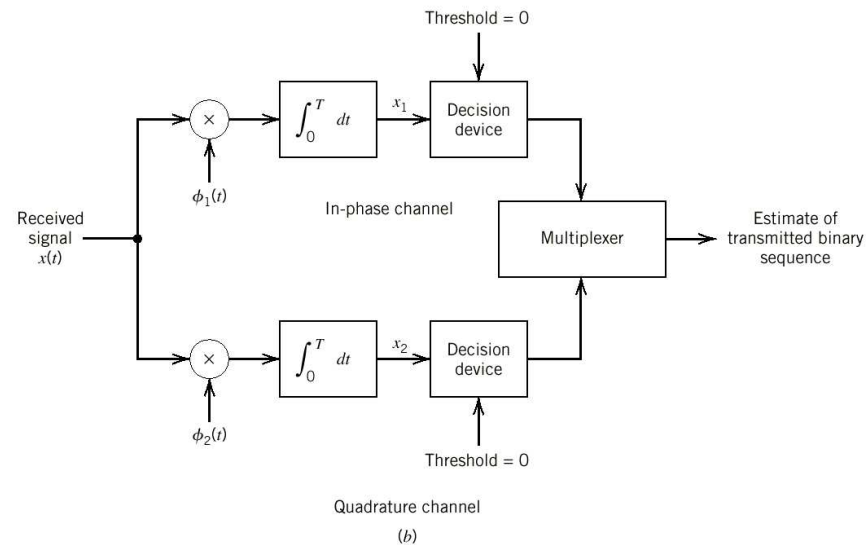 Threshold = 0
×
∫₀ᵀ dt
x₁
Decision
device
ϕ₁(t)
In-phase channel
Received
signal
x(t)
Multiplexer
Estimate of
transmitted binary
sequence
×
∫₀ᵀ dt
x₂
Decision
device
ϕ₂(t)
Threshold = 0
Quadrature channel
(b)